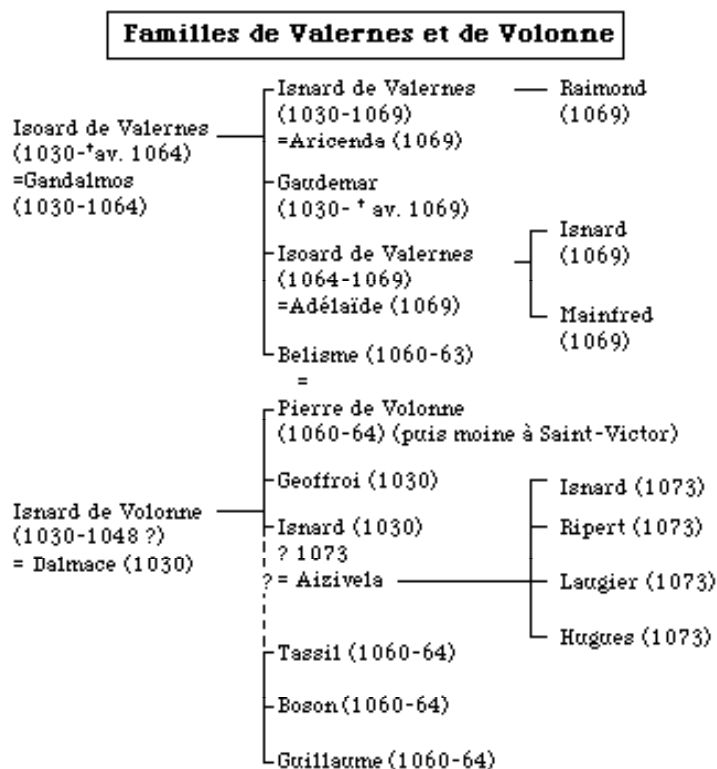 Familles de Valernes et de Volonne
Isoard de Valernes
(1030-†av. 1064)
=Gandalmos
(1030-1064)
Isnard de Valernes
(1030-1069)
=Aricenda (1069)
Raimond
(1069)
Gaudemar
(1030- † av. 1069)
Isoard de Valernes
(1064-1069)
=Adélaïde (1069)
Isnard
(1069)
Mainfred
(1069)
Belisme (1060-63)
=
Pierre de Volonne
(1060-64) (puis moine à Saint-Victor)
Isnard de Volonne
(1030-1048 ?)
= Dalmace (1030)
Geoffroi (1030)
Isnard (1030)
? 1073
? = Aizivela
Isnard (1073)
Ripert (1073)
Laugier (1073)
Hugues (1073)
Tassil (1060-64)
Boson (1060-64)
Guillaume (1060-64)